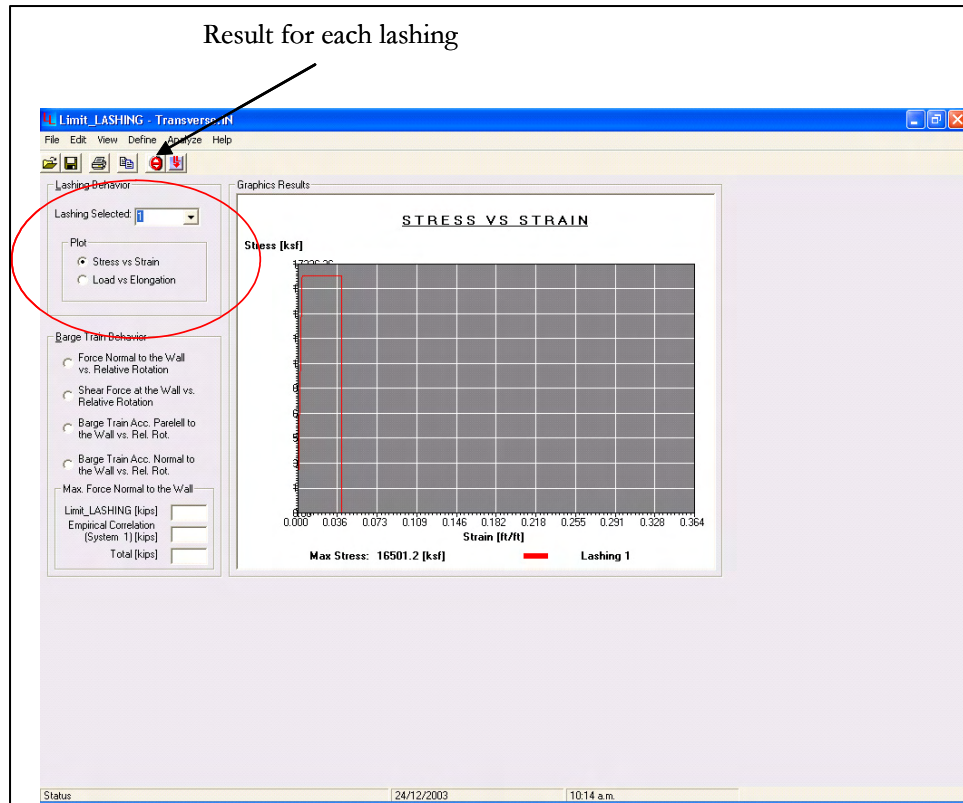 Result for each lashing
Limit_LASHING - Transverse.IN
File Edit View Define Analyze Help
Lashing Behavior
Lashing Selected: 1
Plot
Stress vs Strain
Load vs Elongation
Barge Train Behavior
Force Normal to the Wall
vs. Relative Rotation
Shear Force at the Wall vs.
Relative Rotation
Barge Train Acc. Parelell to
the Wall vs. Rel. Rot.
Barge Train Acc. Normal to
the Wall vs. Rel. Rot.
Max. Force Normal to the Wall
Limit_LASHING [kips]
Empirical Correlation
(System 1) [kips]
Total [kips]
Graphics Results
STRESS VS STRAIN
Stress [ksf]
0.000 0.036 0.073 0.109 0.146 0.182 0.218 0.255 0.291 0.328 0.364
Strain [ft/ft]
Max Stress: 16501.2 [ksf] Lashing 1
Status 24/12/2003 10:14 a.m.